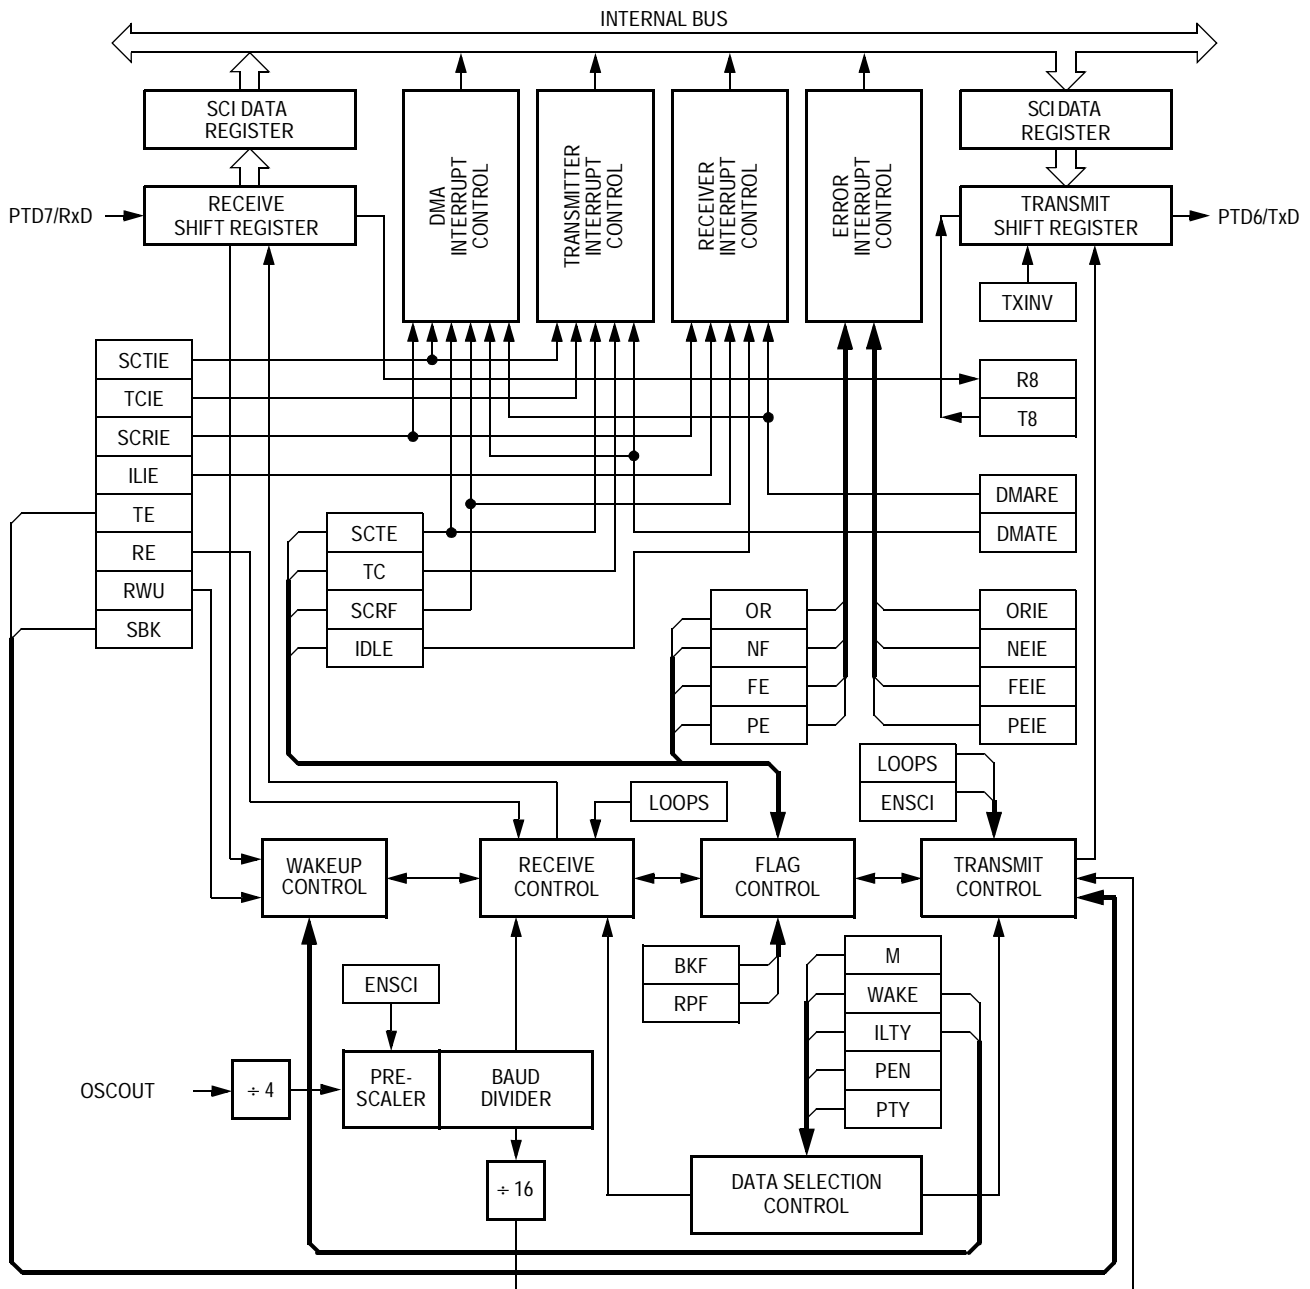 INTERNAL BUS
SCI DATA
REGISTER
DMA
INTERRUPT
CONTROL
TRANSMITTER
INTERRUPT
CONTROL
RECEIVER
INTERRUPT
CONTROL
ERROR
INTERRUPT
CONTROL
SCI DATA
REGISTER
PTD7/RxD
RECEIVE
SHIFT REGISTER
TRANSMIT
SHIFT REGISTER
PTD6/TxD
TXINV
SCTIE
TCIE
SCRIE
ILIE
TE
RE
RWU
SBK
R8
T8
DMARE
DMATE
SCTE
TC
SCRF
IDLE
OR
NF
FE
PE
ORIE
NEIE
FEIE
PEIE
LOOPS
ENSCI
LOOPS
WAKEUP
CONTROL
RECEIVE
CONTROL
FLAG
CONTROL
TRANSMIT
CONTROL
BKF
RPF
M
WAKE
ILTY
PEN
PTY
ENSCI
OSCOUT
÷ 4
PRE-
SCALER
BAUD
DIVIDER
÷ 16
DATA SELECTION
CONTROL